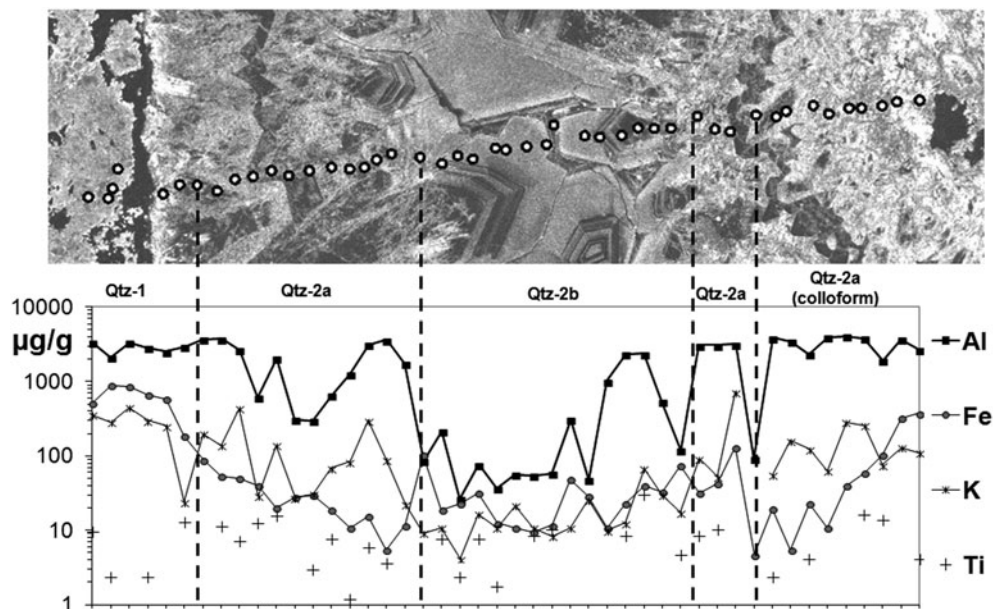 Qtz-1
Qtz-2a
Qtz-2b
Qtz-2a
Qtz-2a
(colloform)
10000
µg/g
1000
100
10
1
Al
Fe
K
Ti